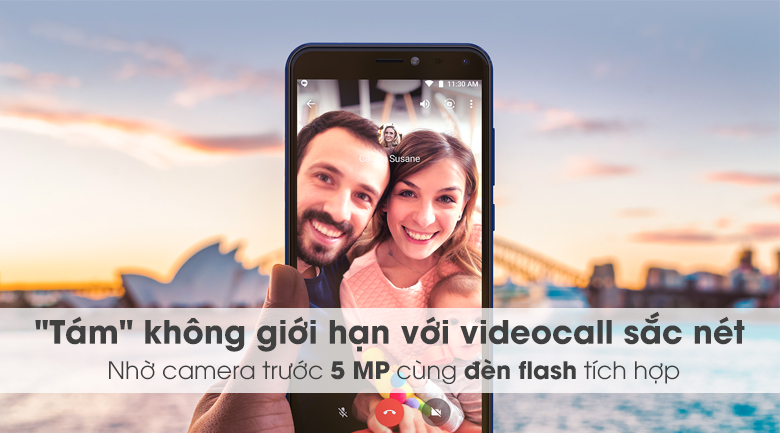 11:30 AM
Susane
"Tám" không giới hạn với videocall sắc nét
Nhờ camera trước 5 MP cùng đèn flash tích hợp